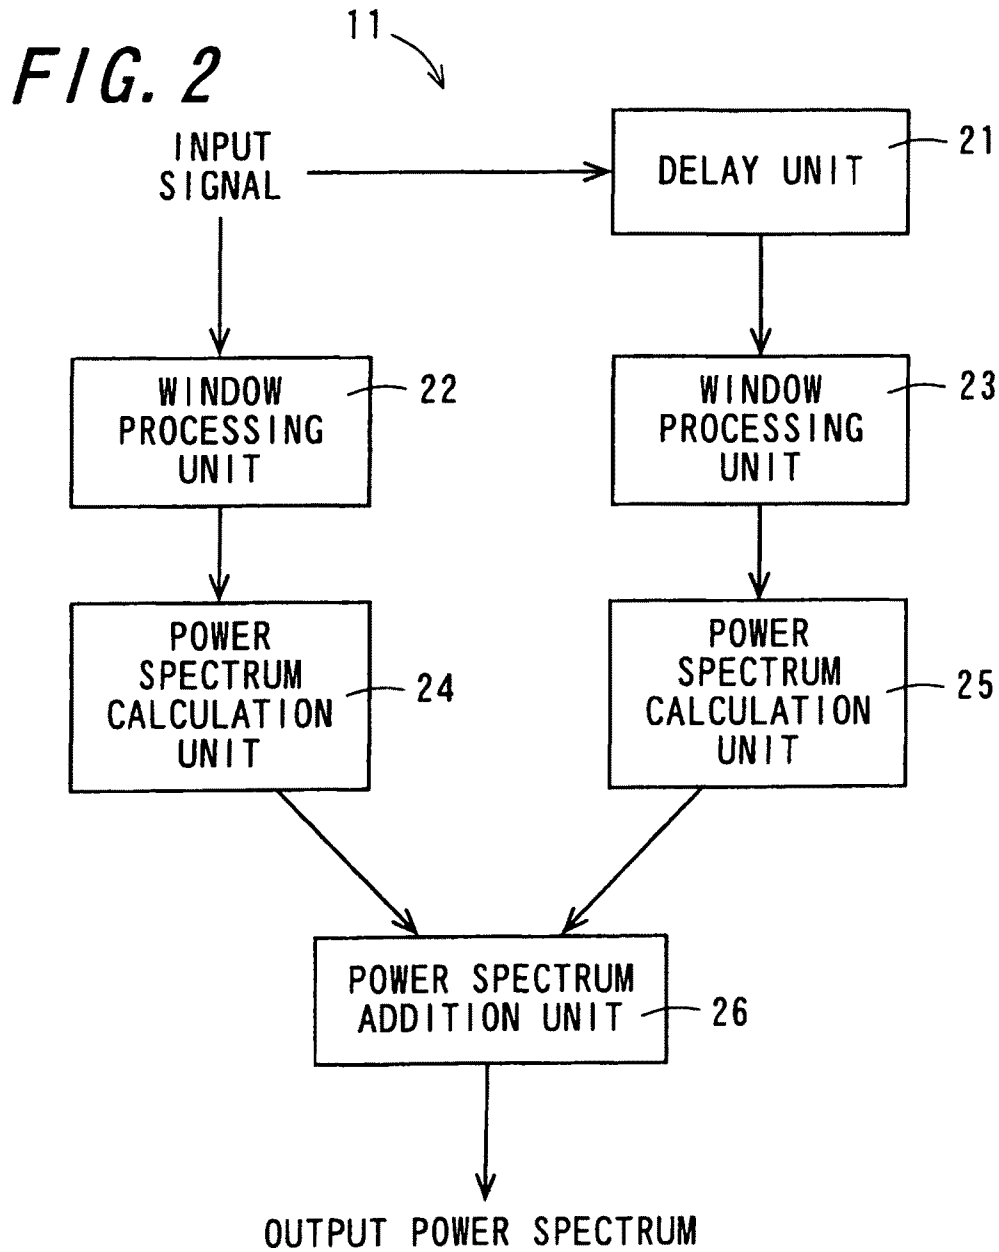 11
FIG. 2
INPUT
SIGNAL
DELAY UNIT
21
WINDOW
PROCESSING
UNIT
22
WINDOW
PROCESSING
UNIT
23
POWER
SPECTRUM
CALCULATION
UNIT
24
POWER
SPECTRUM
CALCULATION
UNIT
25
POWER SPECTRUM
ADDITION UNIT
26
OUTPUT POWER SPECTRUM